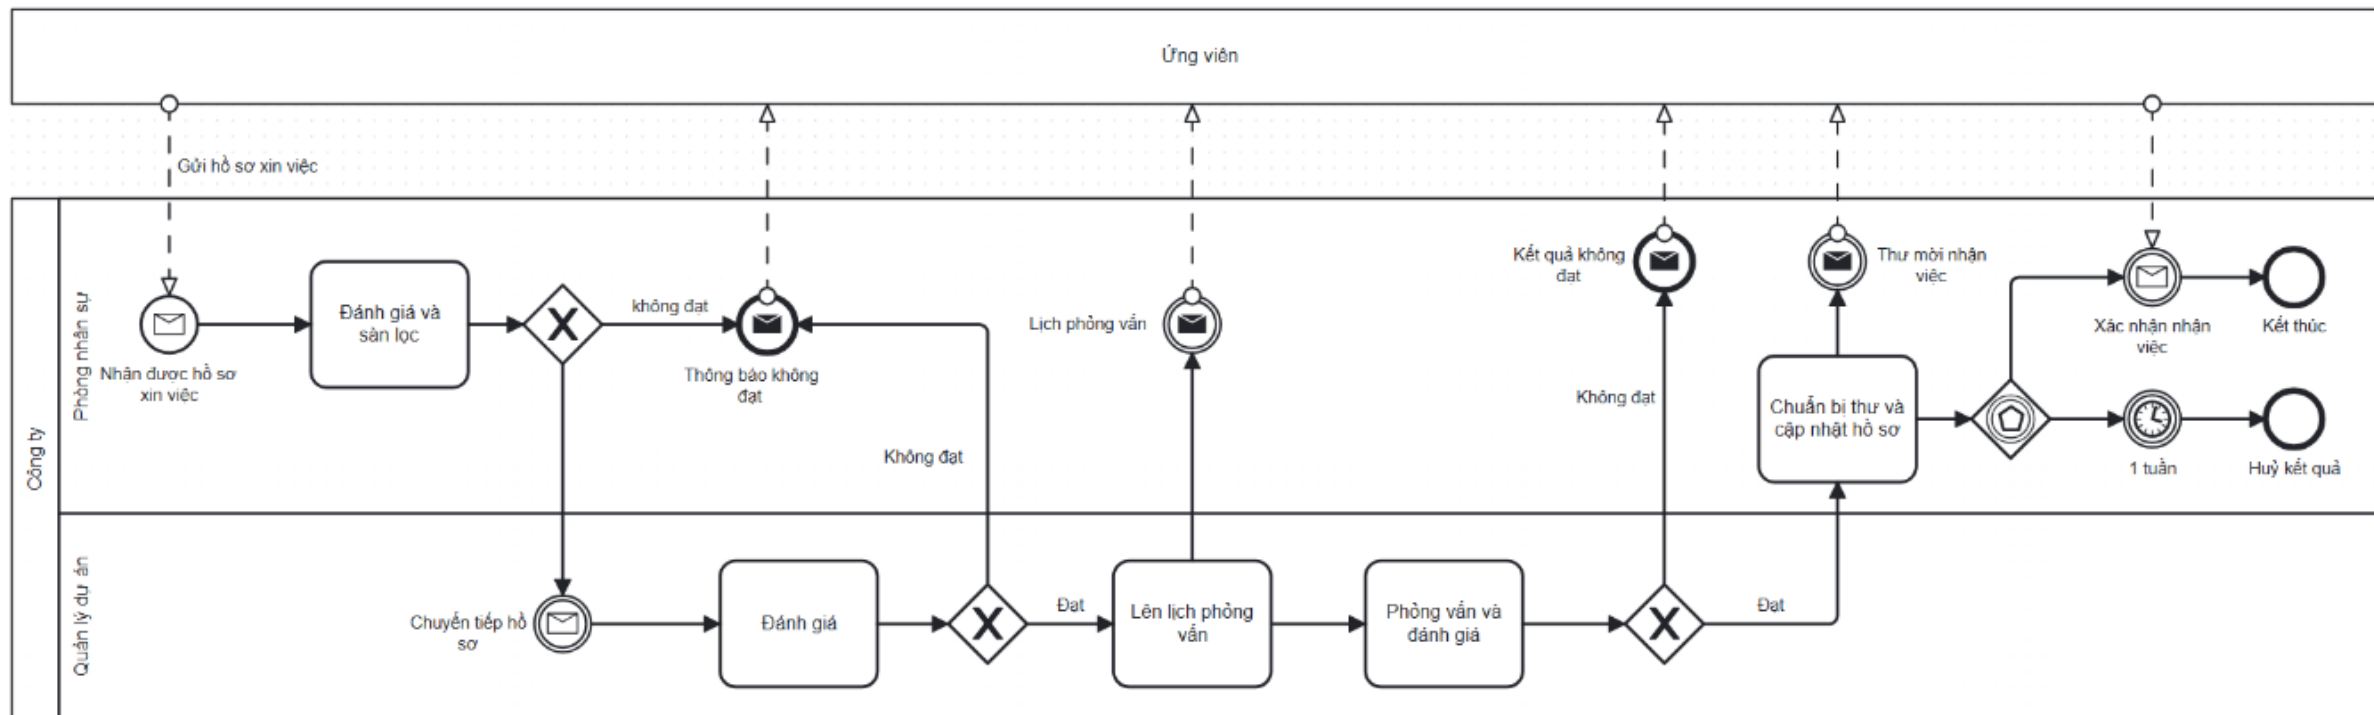 Ứng viên
Gửi hồ sơ xin việc
Công ty
Phòng nhân sự
Nhận được hồ sơ
xin việc
Đánh giá và
sàn lọc
không đạt
Thông báo không
đạt
Không đạt
Lịch phỏng vấn
Kết quả không
đạt
Không đạt
Thư mời nhận
việc
Chuẩn bị thư và
cập nhật hồ sơ
Xác nhận nhận
việc
Kết thúc
1 tuần
Huỷ kết quả
Quản lý dự án
Chuyển tiếp hồ
sơ
Đánh giá
Đạt
Lên lịch phỏng
vấn
Phỏng vấn và
đánh giá
Đạt